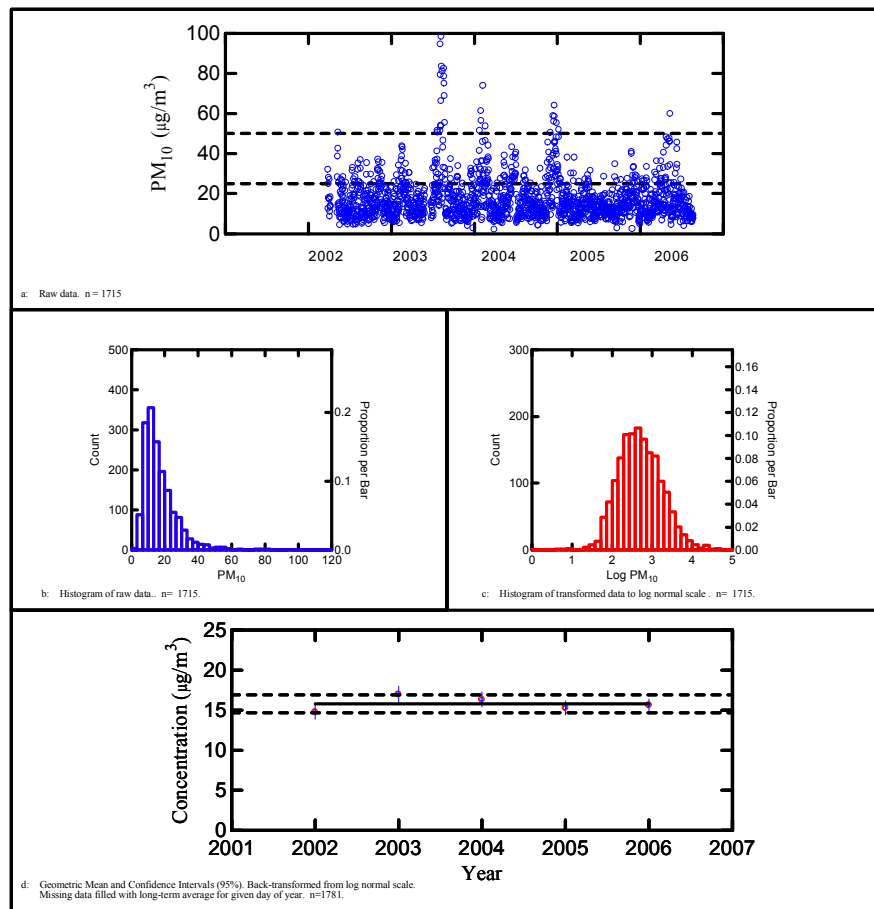 PM10 (µg/m³)
100
80
60
40
20
0
2002 2003 2004 2005 2006
a: Raw data. n = 1715
500
400
300
200
100
0
Count
0.2
0.1
0.0
Proportion per Bar
0 20 40 60 80 100 120
PM10
b: Histogram of raw data.. n= 1715.
300
200
100
0
Count
0.16
0.14
0.12
0.10
0.08
0.06
0.04
0.02
0.00
Proportion per Bar
0 1 2 3 4 5
Log PM10
c: Histogram of transformed data to log normal scale . n= 1715.
Concentration (µg/m³)
25
20
15
10
5
0
2001 2002 2003 2004 2005 2006 2007
Year
d: Geometric Mean and Confidence Intervals (95%). Back-transformed from log normal scale.
Missing data filled with long-term average for given day of year. n=1781.